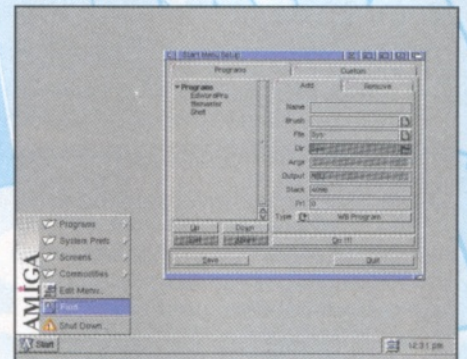 Start Menu Setup
Programs
Custom
Programs
EdWordPro
Shell
Add
Remove
Name
Brush
File
Sys:
Dir
Args
Output
Stack
4096
Pri
0
Type
WB Program
Up
Down
Do It!
Save
Quit
AMIGA
Programs
System Prefs
Screens
Commodities
Edit Menu...
Shut Down...
Start
12:31 pm